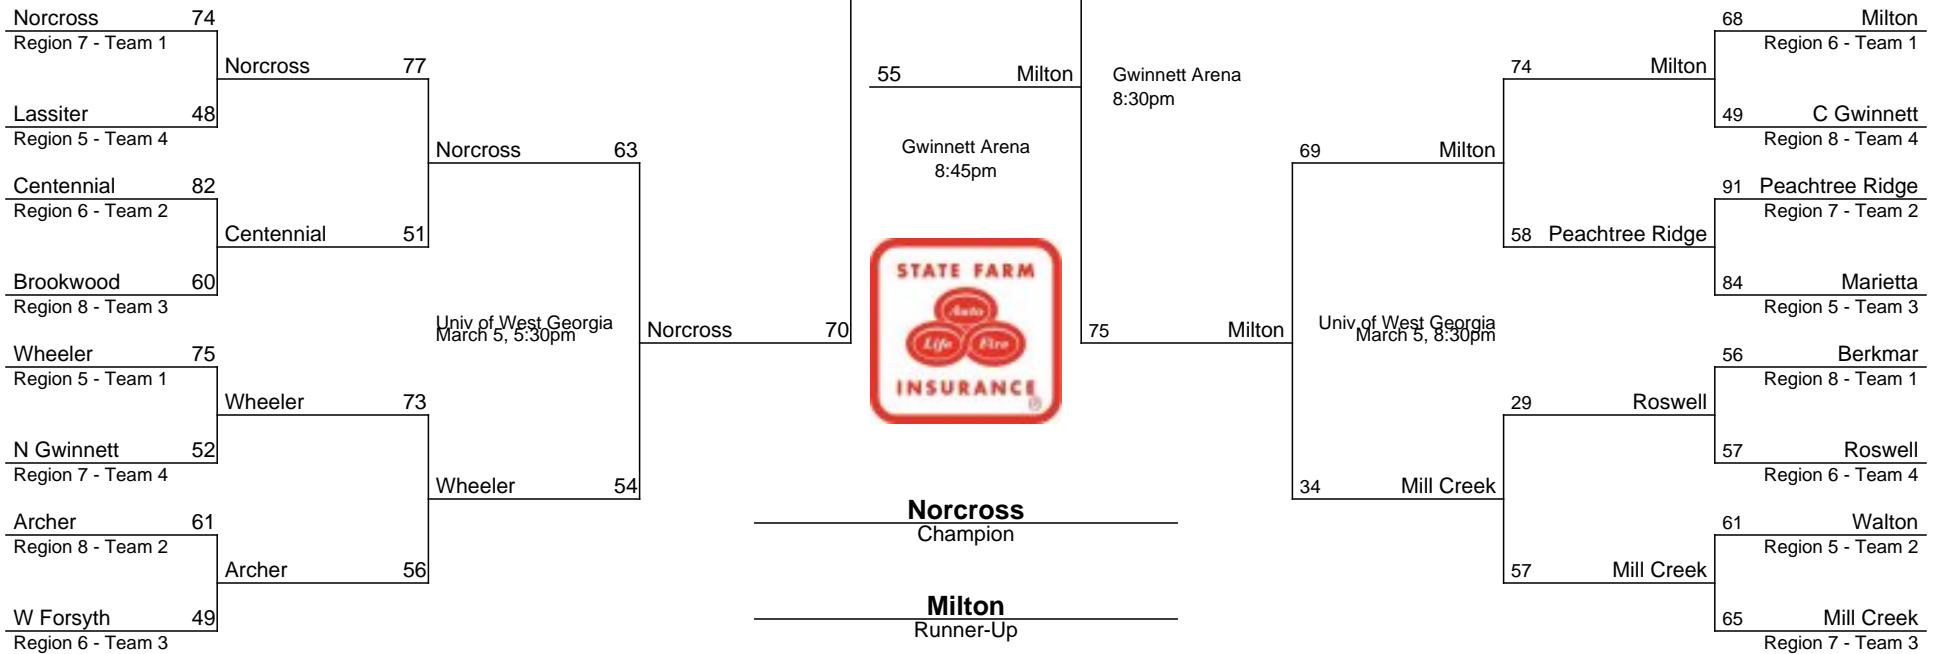 Norcross 74
Region 7 - Team 1
Norcross 77
Lassiter 48
Region 5 - Team 4
Norcross 63
Centennial 82
Region 6 - Team 2
Centennial 51
Brookwood 60
Region 8 - Team 3
Univ of West Georgia
March 5, 5:30pm
Norcross 70
Wheeler 75
Region 5 - Team 1
Wheeler 73
N Gwinnett 52
Region 7 - Team 4
Wheeler 54
Archer 61
Region 8 - Team 2
Archer 56
W Forsyth 49
Region 6 - Team 3
55 Milton
Gwinnett Arena
8:45pm
Gwinnett Arena
8:30pm
STATE FARM
Auto
Life Fire
INSURANCE
®
Norcross
Champion
Milton
Runner-Up
68 Milton
Region 6 - Team 1
74 Milton
49 C Gwinnett
Region 8 - Team 4
69 Milton
91 Peachtree Ridge
Region 7 - Team 2
58 Peachtree Ridge
84 Marietta
Region 5 - Team 3
75 Milton
Univ of West Georgia
March 5, 8:30pm
56 Berkmar
Region 8 - Team 1
29 Roswell
57 Roswell
Region 6 - Team 4
34 Mill Creek
61 Walton
Region 5 - Team 2
57 Mill Creek
65 Mill Creek
Region 7 - Team 3